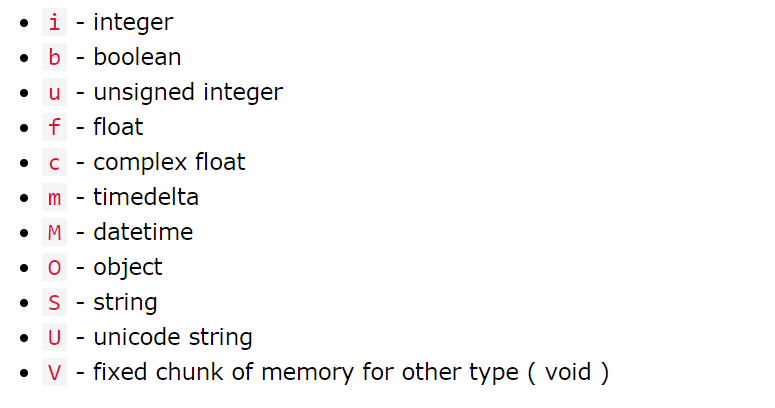 • i - integer
• b - boolean
• u - unsigned integer
• f - float
• c - complex float
• m - timedelta
• M - datetime
• O - object
• S - string
• U - unicode string
• V - fixed chunk of memory for other type ( void )